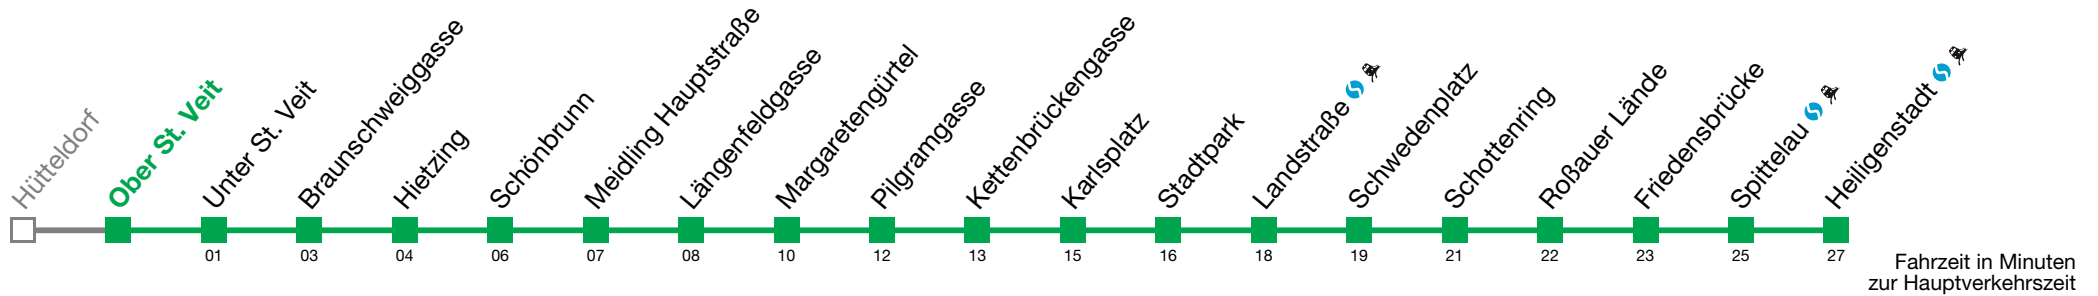 Hütteldorf
Ober St. Veit
Unter St. Veit
Braunschweiggasse
Hietzing
Schönbrunn
Meidling Hauptstraße
Längenfeldgasse
Margaretengürtel
Pilgramgasse
Kettenbrückengasse
Karlsplatz
Stadtpark
Landstraße
Schwedenplatz
Schottenring
Roßauer Lände
Friedensbrücke
Spittelau
Heiligenstadt
01 03 04 06 07 08 10 12 13 15 16 18 19 21 22 23 25 27
Fahrzeit in Minuten
zur Hauptverkehrszeit